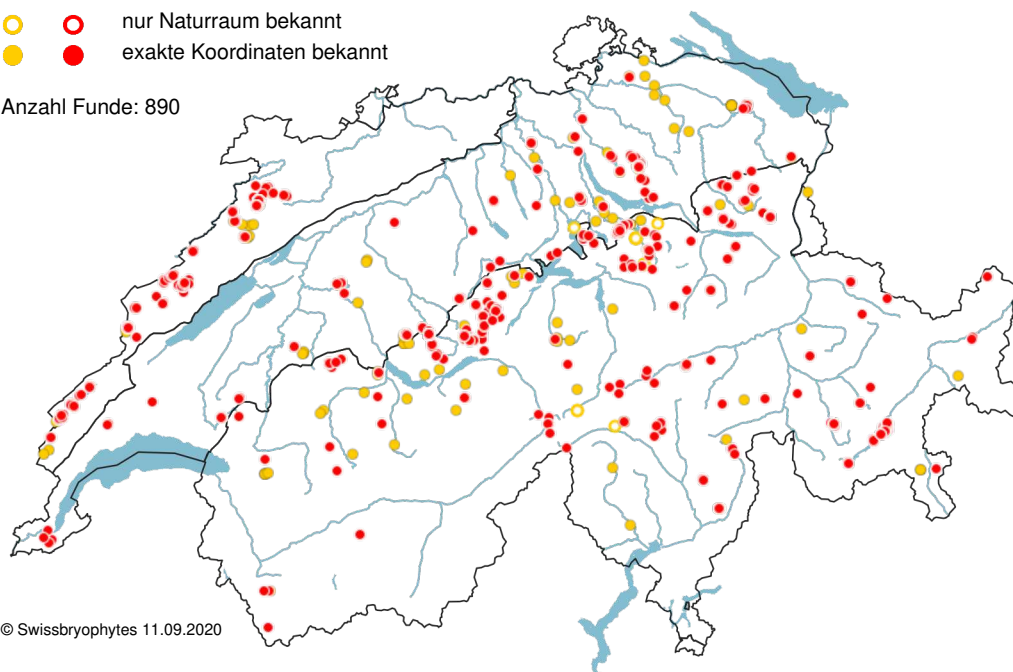 nur Naturraum bekannt
exakte Koordinaten bekannt
Anzahl Funde: 890
© Swissbryophytes 11.09.2020